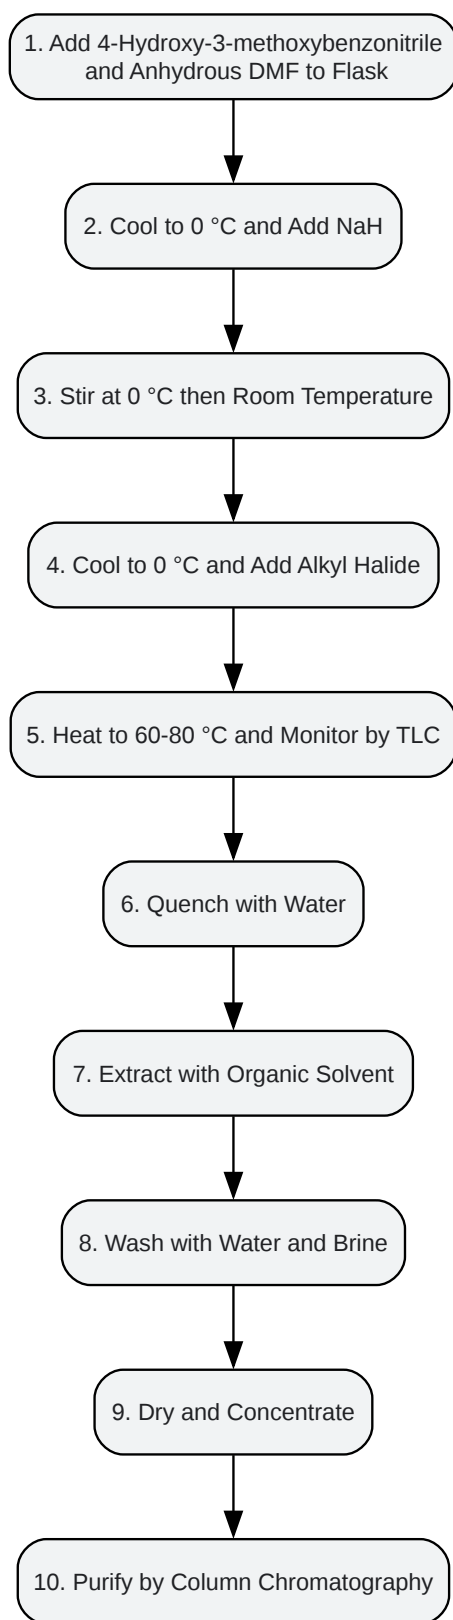 1. Add 4-Hydroxy-3-methoxybenzonitrile
and Anhydrous DMF to Flask
2. Cool to 0 °C and Add NaH
3. Stir at 0 °C then Room Temperature
4. Cool to 0 °C and Add Alkyl Halide
5. Heat to 60-80 °C and Monitor by TLC
6. Quench with Water
7. Extract with Organic Solvent
8. Wash with Water and Brine
9. Dry and Concentrate
10. Purify by Column Chromatography